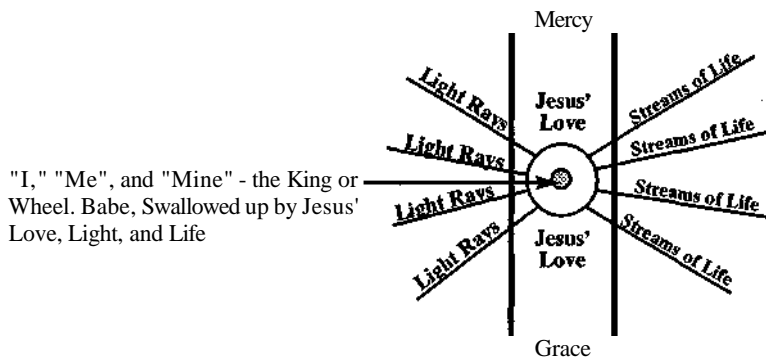 Mercy
Light Rays
Light Rays
Light Rays
Light Rays
Jesus'
Love
Jesus'
Love
Streams of Life
Streams of Life
Streams of Life
Streams of Life
"I," "Me", and "Mine" - the King or
Wheel. Babe, Swallowed up by Jesus'
Love, Light, and Life
Grace